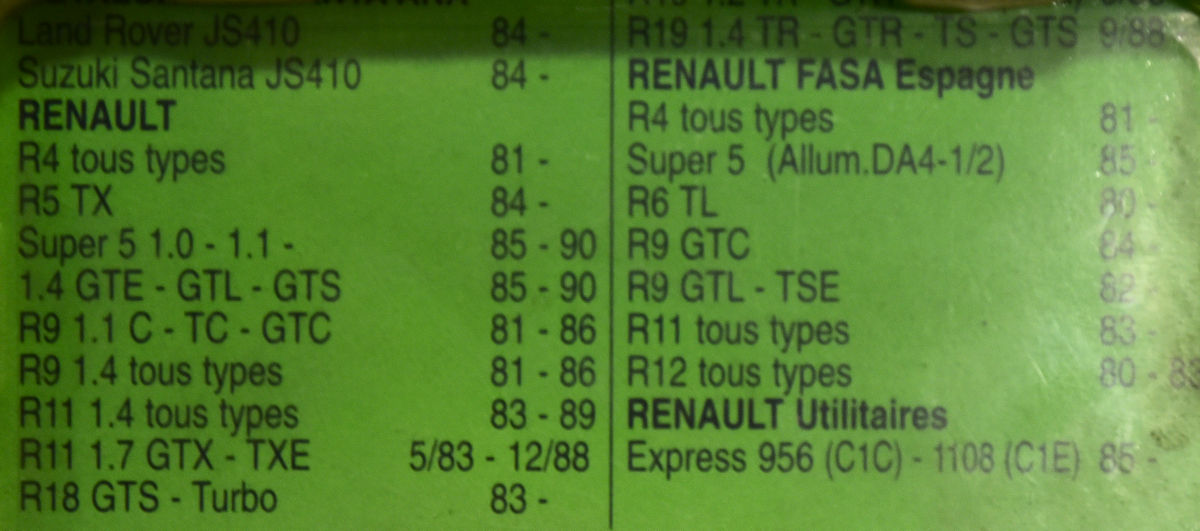 Land Rover JS410 84 -
Suzuki Santana JS410 84 -
RENAULT
R4 tous types 81 -
R5 TX 84 -
Super 5 1.0 - 1.1 - 85 - 90
1.4 GTE - GTL - GTS 85 - 90
R9 1.1 C - TC - GTC 81 - 86
R9 1.4 tous types 81 - 86
R11 1.4 tous types 83 - 89
R11 1.7 GTX - TXE 5/83 - 12/88
R18 GTS - Turbo 83 -
R19 1.4 TR - GTR - TS - GTS 9/88
RENAULT FASA Espagne
R4 tous types 81 -
Super 5 (Allum.DA4-1/2) 85
R6 TL 80 -
R9 GTC 84 -
R9 GTL - TSE 82 -
R11 tous types 83 -
R12 tous types 80 -
RENAULT Utilitaires
Express 956 (C1C) - 1108 (C1E) 85 -